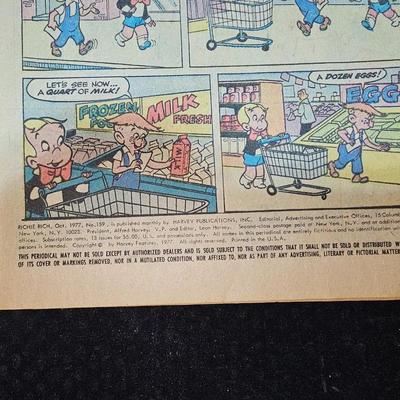 LET'S SEE NOW...
A QUART OF MILK!
FROZEN
MILK
FRESH
MILK
A DOZEN EGGS!
EGG
RICHIE RICH, Oct. 1977, No. 159, is published monthly by HARVEY PUBLICATIONS, INC. Editorial, Advertising and Executive Offices, 15 Colum
New York, N.Y. 10023. President, Alfred Harvey; V.P. and Editor, Leon Harvey. Second-class postage paid at New York, N.Y. and at addition
offices. Subscription rates, 13 issues for $5.00, U.S. and possessions only. All names in this periodical are entirely fictitious and no identification wi
persons is intended. Copyright © by Harvey Features, 1977. All rights reserved. Printed in the U.S.A.
THIS PERIODICAL MAY NOT BE SOLD EXCEPT BY AUTHORIZED DEALERS AND IS SOLD SUBJECT TO THE CONDITIONS THAT IT SHALL NOT BE SOLD OR DISTRIBUTED W
OF ITS COVER OR MARKINGS REMOVED, NOR IN A MUTILATED CONDITION, NOR AFFIXED TO, NOR AS PART OF ANY ADVERTISING, LITERARY OR PICTORIAL MATTER